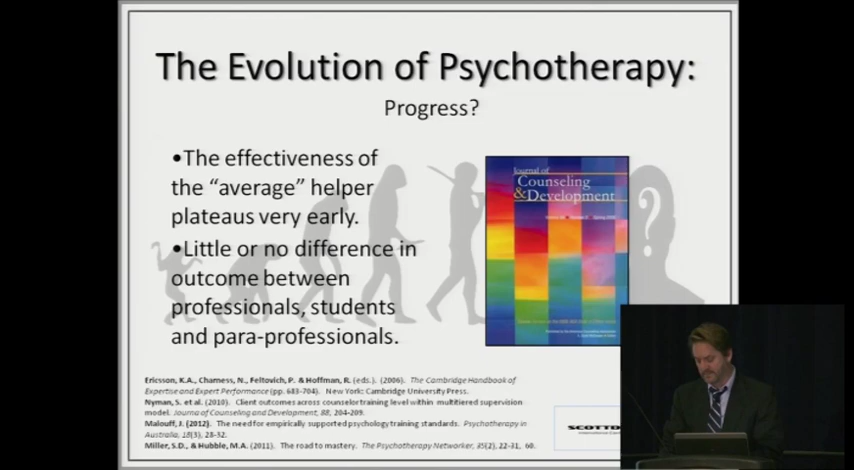 The Evolution of Psychotherapy:
Progress?
•The effectiveness of
the “average” helper
plateaus very early.
•Little or no difference in
outcome between
professionals, students
and para-professionals.
Journal of
Counseling
&Development
?
Ericsson, K.A., Charness, N., Feltovich, P. & Hoffman, R. (eds.). (2006). The Cambridge Handbook of
Expertise and Expert Performance (pp. 683-704). New York: Cambridge University Press.
Nyman, S. et al. (2010). Client outcomes across counselor training level within multitiered supervision
model. Journal of Counseling and Development, 88, 204-209.
Malouff, J. (2012). The need for empirically supported psychology training standards. Psychotherapy in
Australia, 18(3), 28-32.
Miller, S.D., & Hubble, M.A. (2011). The road to mastery. The Psychotherapy Networker, 35(2), 22-31, 60.